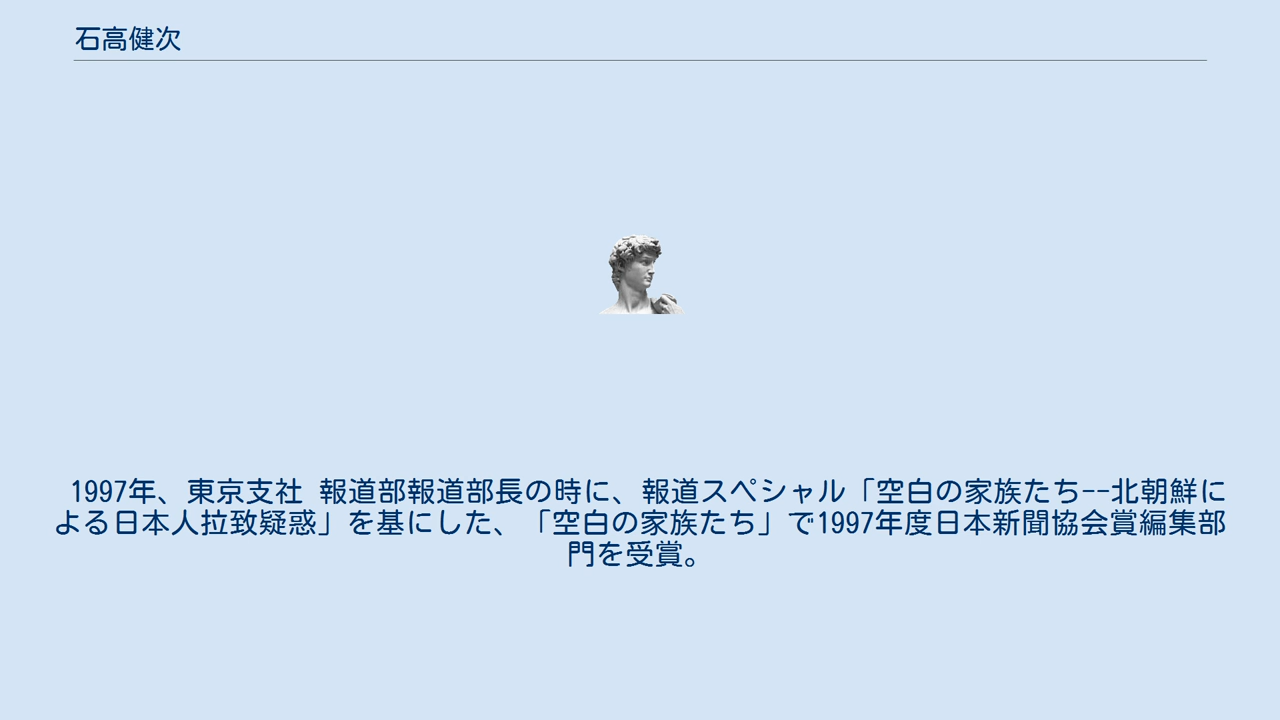 石高健次
1997年、東京支社 報道部報道部長の時に、報道スペシャル「空白の家族たち--北朝鮮に
よる日本人拉致疑惑」を基にした、「空白の家族たち」で1997年度日本新聞協会賞編集部
門を受賞。